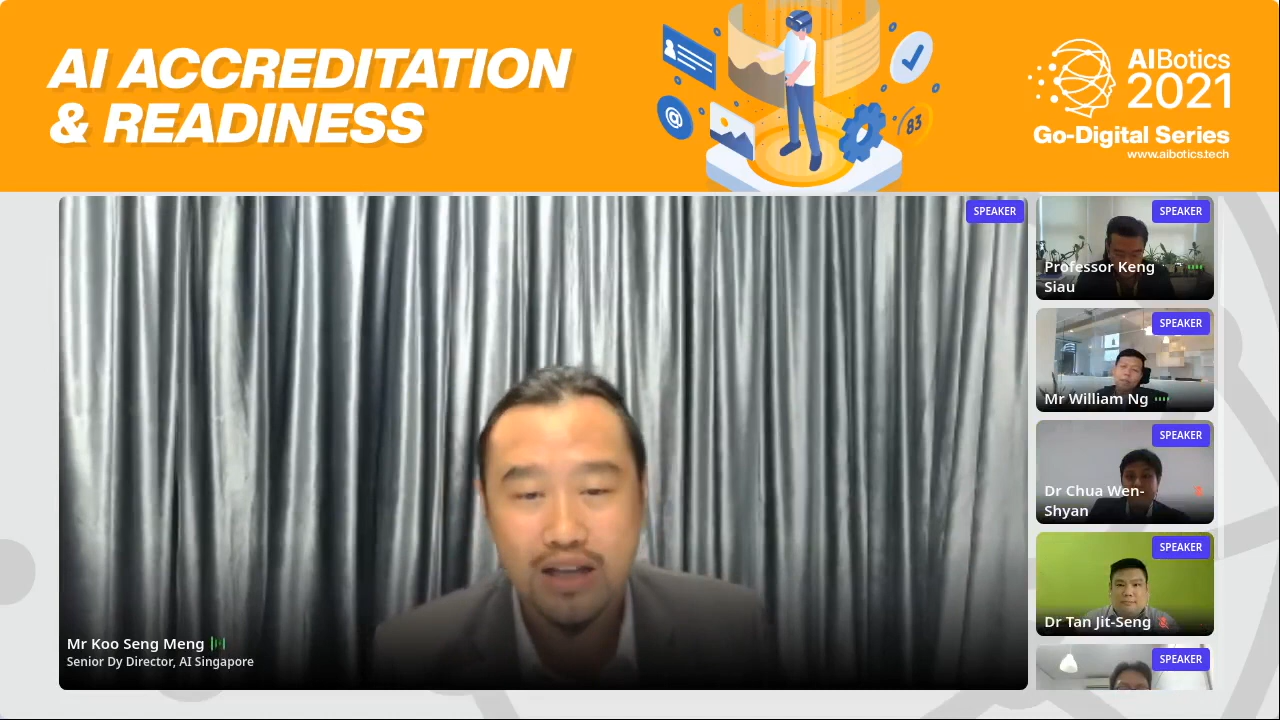 AI ACCREDITATION
& READINESS
@
83
AIBotics
2021
Go-Digital Series
www.aibotics.tech
SPEAKER
Mr Koo Seng Meng
Senior Dy Director, AI Singapore
SPEAKER
Professor Keng
Siau
SPEAKER
Mr William Ng
SPEAKER
Dr Chua Wen-
Shyan
SPEAKER
Dr Tan Jit-Seng
SPEAKER